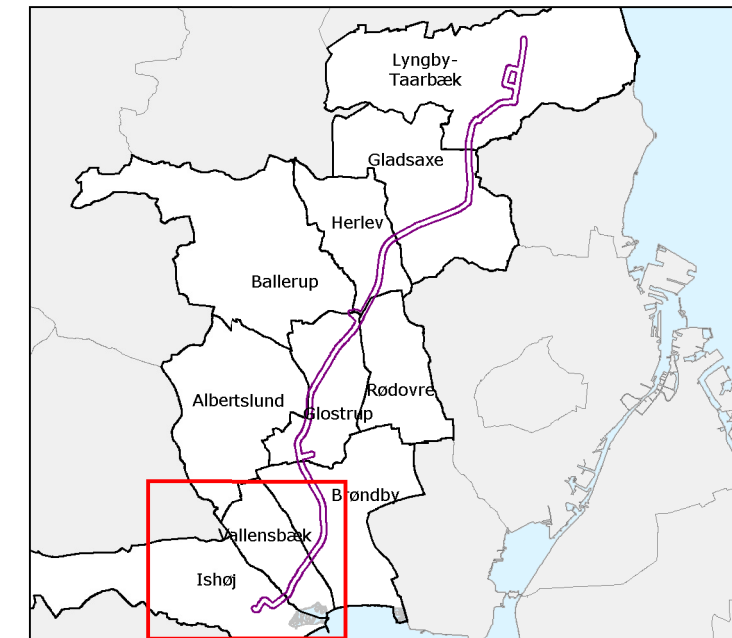 Lyngby-
Taarbæk
Gladsaxe
Herlev
Ballerup
Albertslund
Rødovre
Glostrup
Brøndby
Vallensbæk
Ishøj